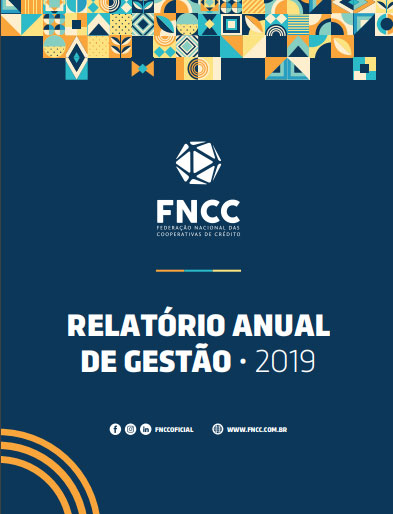 FNCC
FEDERAÇÃO NACIONAL DAS
COOPERATIVAS DE CRÉDITO
RELATÓRIO ANUAL
DE GESTÃO • 2019
FNCCOFICIAL WWW.FNCC.COM.BR